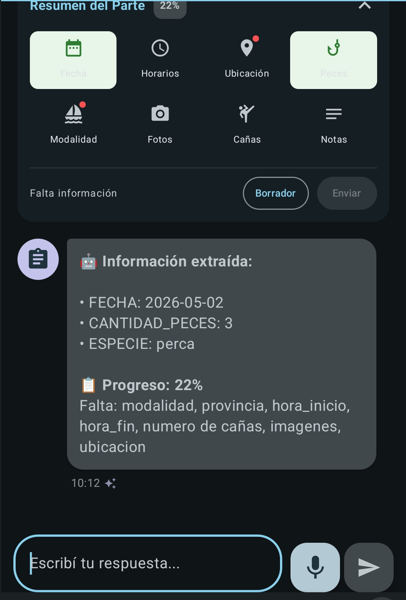 Resumen del Parte 22%
Fecha Horarios Ubicación Peces
Modalidad Fotos Cañas Notas
Falta información Borrador Enviar
🤖 Información extraída:
• FECHA: 2026-05-02
• CANTIDAD_PECES: 3
• ESPECIE: perca
📋 Progreso: 22%
Falta: modalidad, provincia, hora_inicio,
hora_fin, numero de cañas, imagenes,
ubicacion
10:12
Escribí tu respuesta...